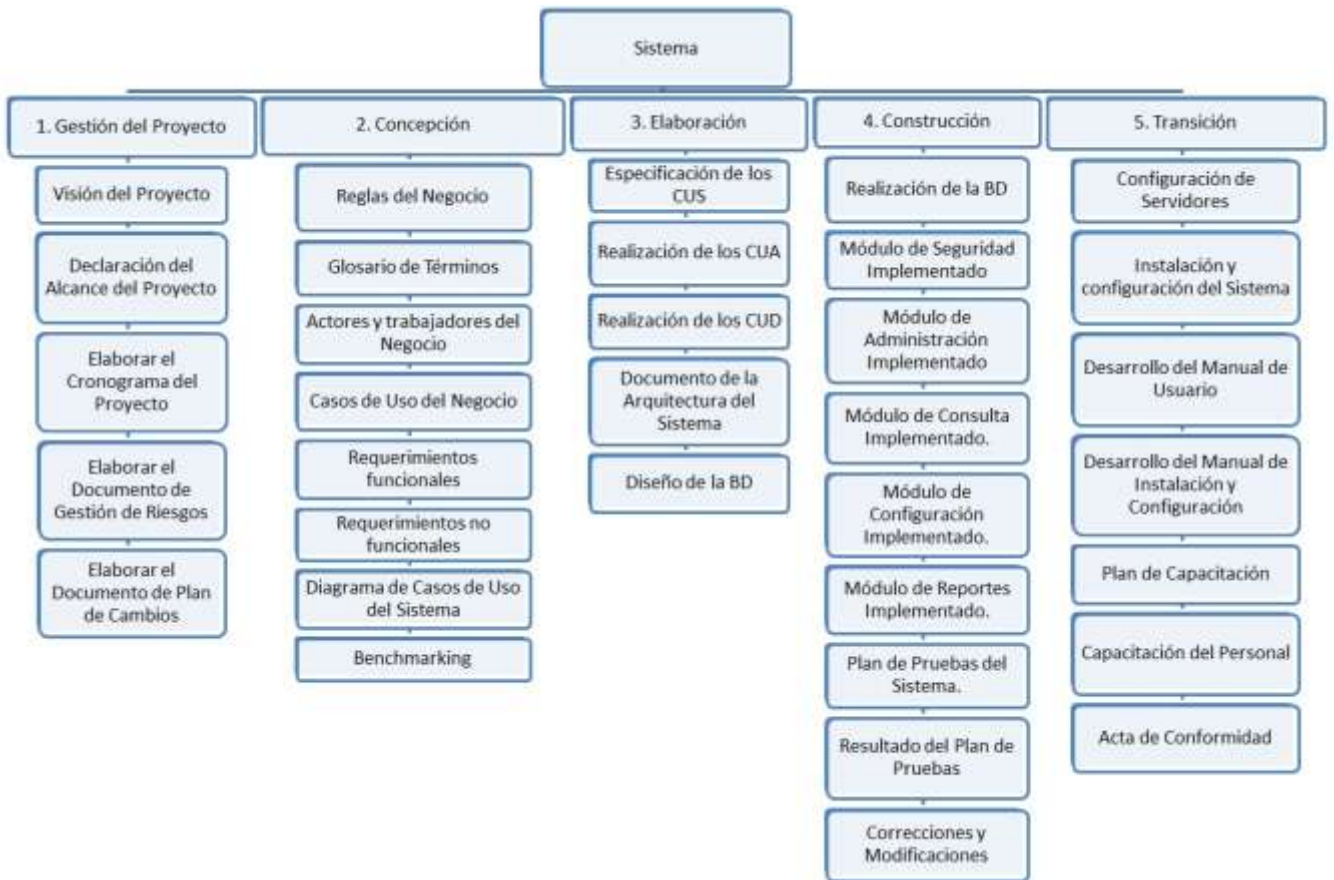 Sistema
1. Gestión del Proyecto
Visión del Proyecto
Declaración del
Alcance del Proyecto
Elaborar el
Cronograma del
Proyecto
Elaborar el
Documento de
Gestión de Riesgos
Elaborar el
Documento de Plan
de Cambios
2. Concepción
Reglas del Negocio
Glosario de Términos
Actores y trabajadores del
Negocio
Casos de Uso del Negocio
Requerimientos
funcionales
Requerimientos no
funcionales
Diagrama de Casos de Uso
del Sistema
Benchmarking
3. Elaboración
Especificación de los
CUS
Realización de los CUA
Realización de los CUD
Documento de la
Arquitectura del
Sistema
Diseño de la BD
4. Construcción
Realización de la BD
Módulo de Seguridad
Implementado
Módulo de
Administración
Implementado
Módulo de Consulta
Implementado.
Módulo de
Configuración
Implementado.
Módulo de Reportes
Implementado.
Plan de Pruebas del
Sistema.
Resultado del Plan de
Pruebas
Correcciones y
Modificaciones
5. Transición
Configuración de
Servidores
Instalación y
configuración del Sistema
Desarrollo del Manual de
Usuario
Desarrollo del Manual de
Instalación y
Configuración
Plan de Capacitación
Capacitación del Personal
Acta de Conformidad